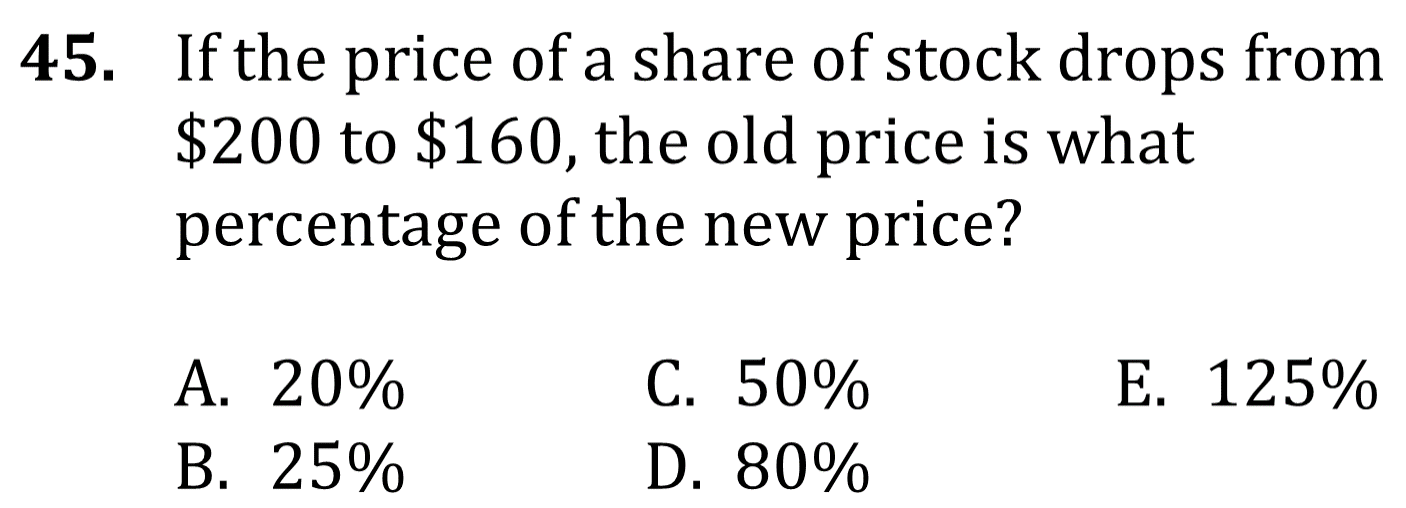 45. If the price of a share of stock drops from
$200 to $160, the old price is what
percentage of the new price?
A. 20% C. 50% E. 125%
B. 25% D. 80%